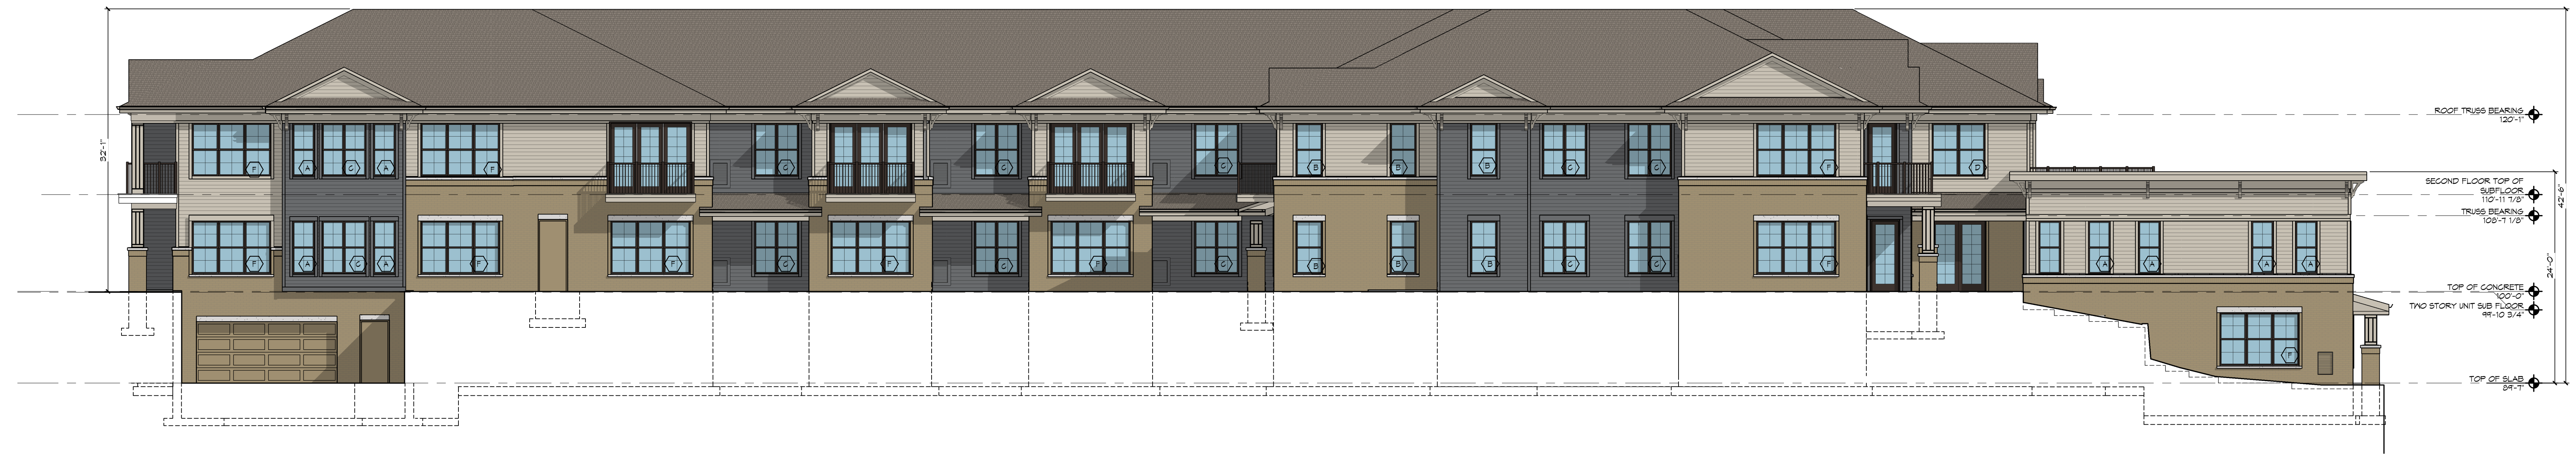 32'-1"
ROOF TRUSS BEARING
120'-1"
F
A
C
A
F
C
C
C
B
B
B
C
C
F
D
SECOND FLOOR TOP OF
SUBFLOOR
110'-11 7/8"
TRUSS BEARING
108'-7 1/8"
42'-6"
24'-0"
F
A
C
A
F
F
C
F
C
F
C
B
B
B
C
C
F
A
A
A
A
A
TOP OF CONCRETE
100'-0"
TWO STORY UNIT SUB FLOOR
99'-10 3/4"
F
TOP OF SLAB
89'-7"